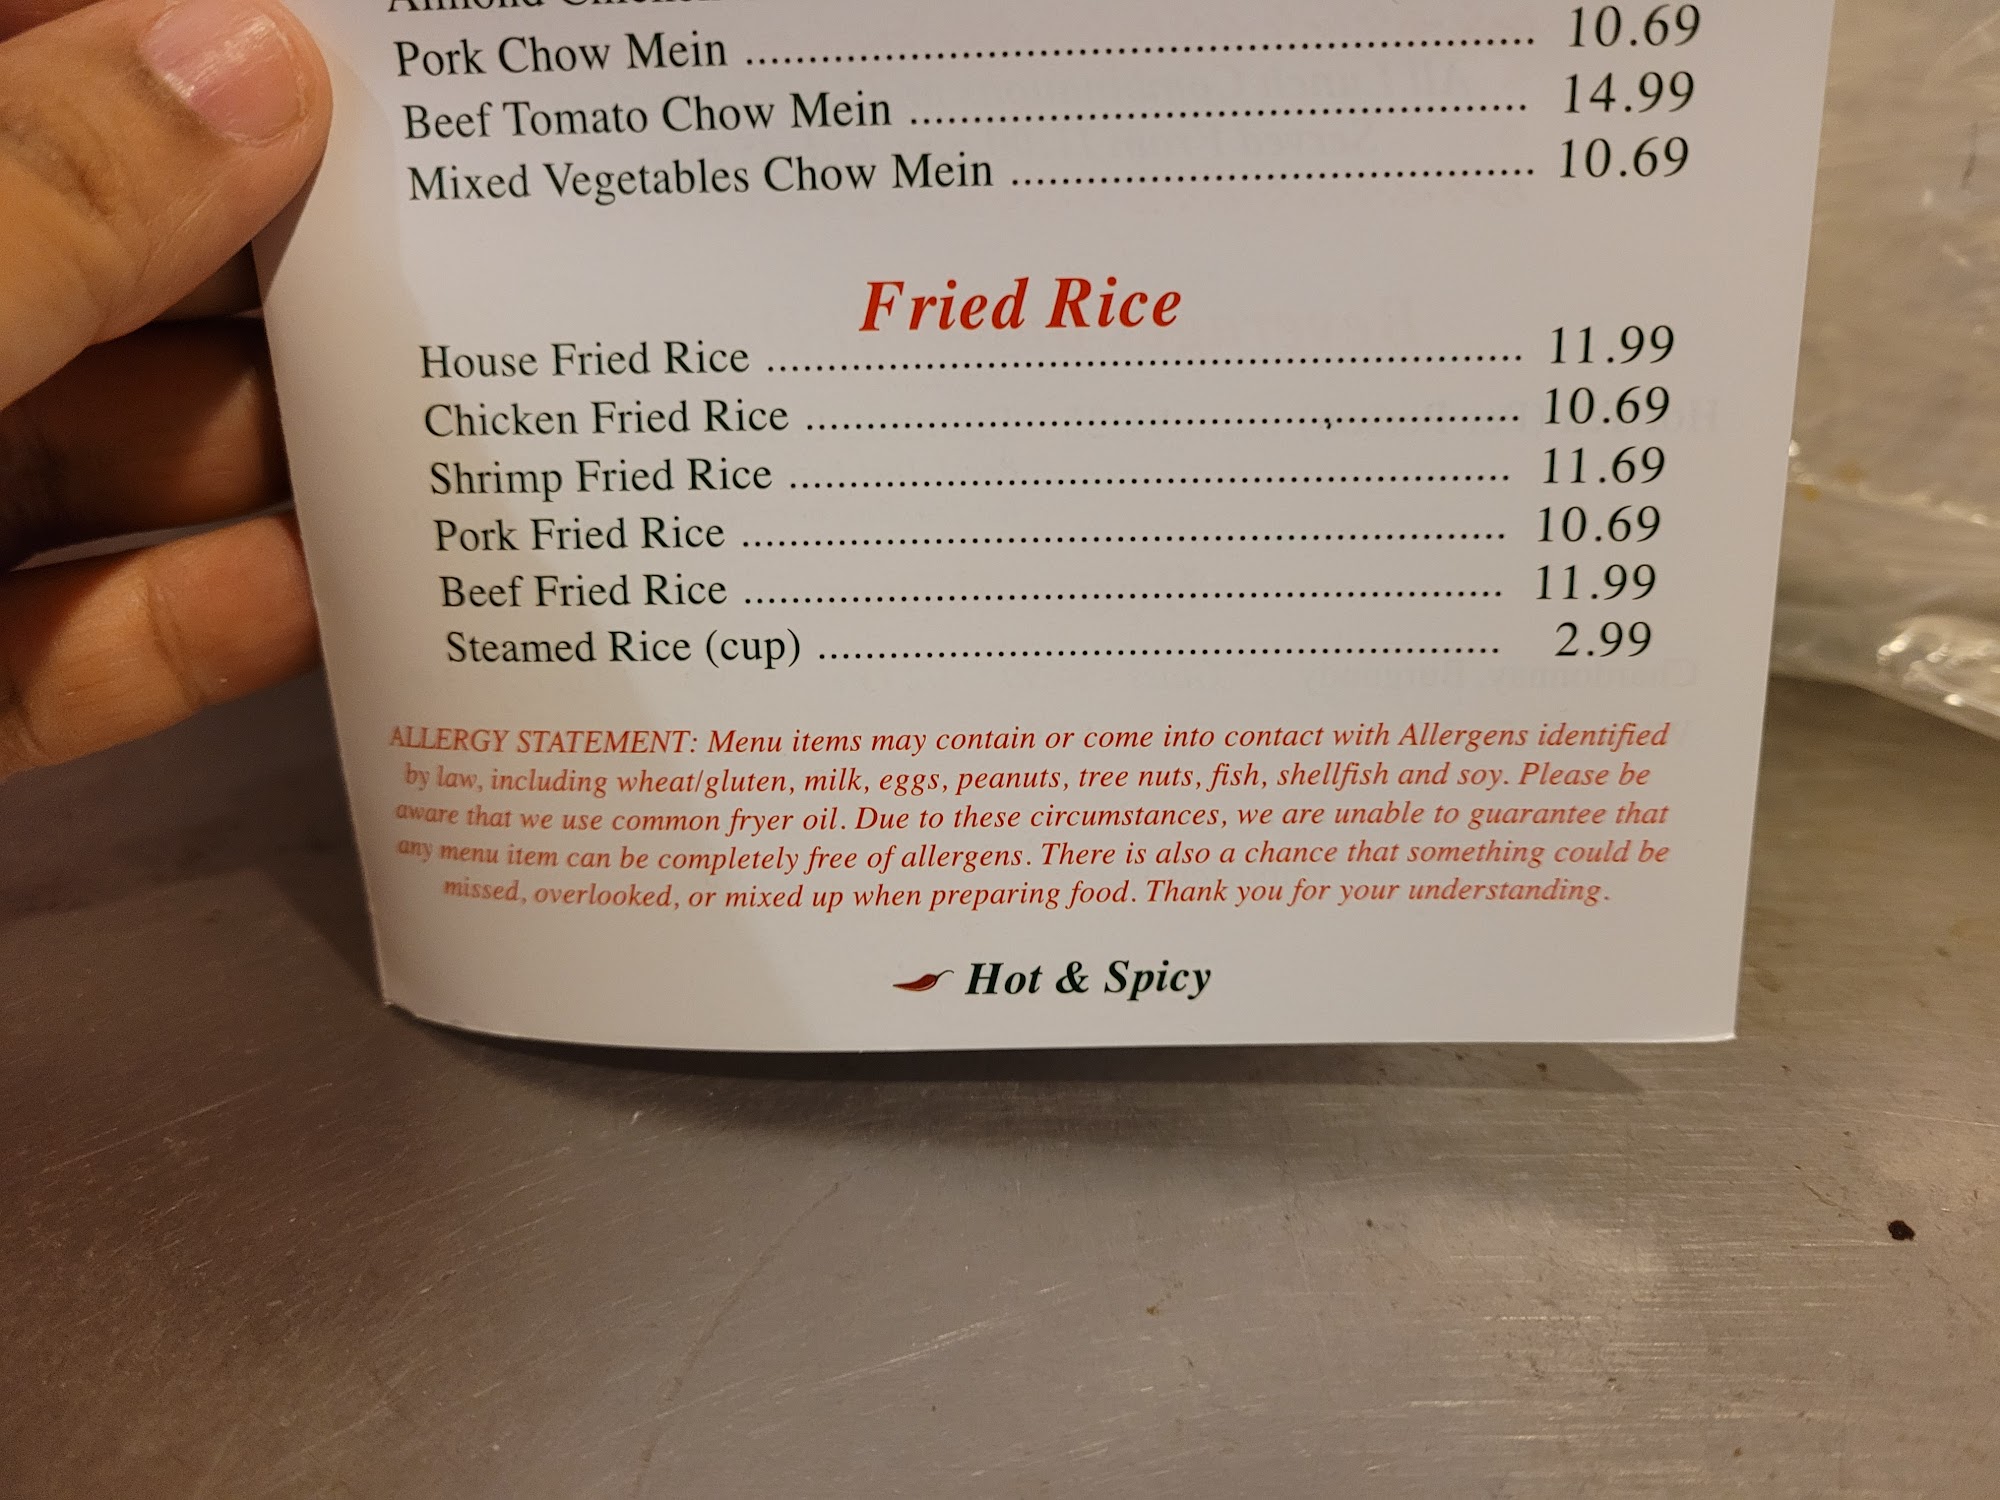 Pork Chow Mein ........ 10.69
Beef Tomato Chow Mein ........ 14.99
Mixed Vegetables Chow Mein ........ 10.69
Fried Rice
House Fried Rice ........ 11.99
Chicken Fried Rice ........ 10.69
Shrimp Fried Rice ........ 11.69
Pork Fried Rice ........ 10.69
Beef Fried Rice ........ 11.99
Steamed Rice (cup) ........ 2.99
ALLERGY STATEMENT: Menu items may contain or come into contact with Allergens identified
by law, including wheat/gluten, milk, eggs, peanuts, tree nuts, fish, shellfish and soy. Please be
aware that we use common fryer oil. Due to these circumstances, we are unable to guarantee that
any menu item can be completely free of allergens. There is also a chance that something could be
missed, overlooked, or mixed up when preparing food. Thank you for your understanding.
Hot & Spicy